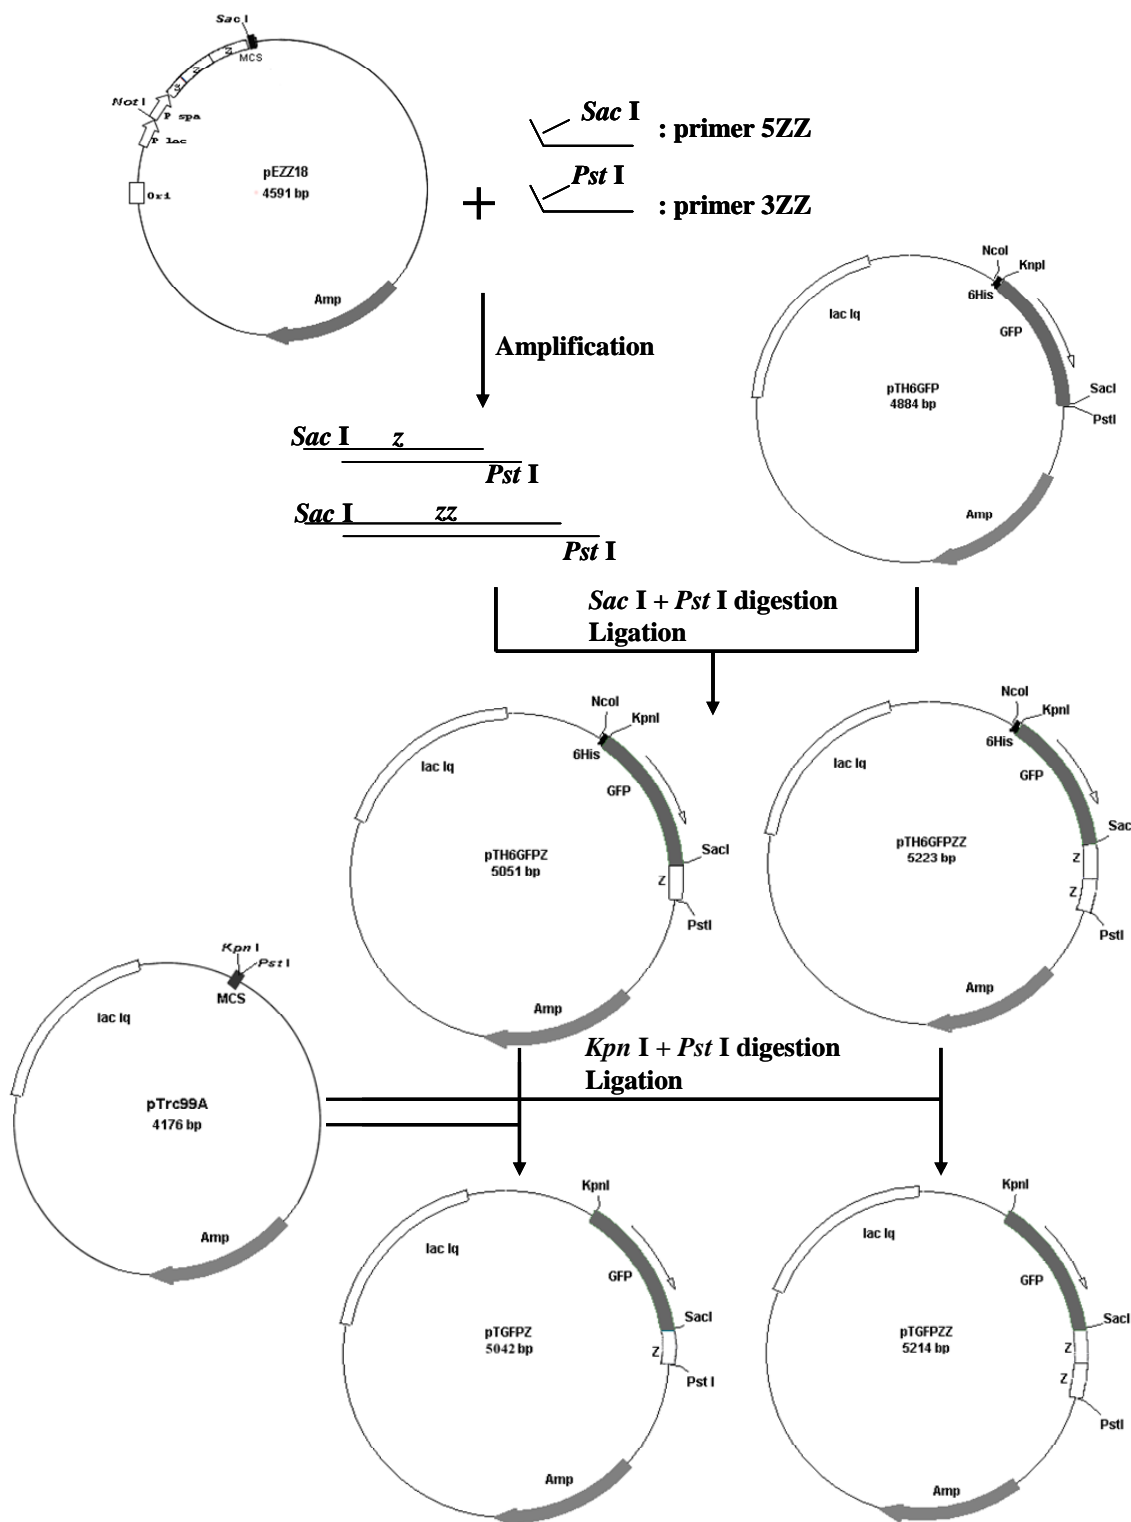 Sac I
MCS
Z
Z
S
Not I
P spa
P lac
Ori
pEZZ18
4591 bp
Amp
+
Sac I
: primer 5ZZ
Pst I
: primer 3ZZ
Amplification
NcoI
KnpI
6His
lac Iq
GFP
pTH6GFP
4884 bp
SacI
PstI
Amp
Sac I z
Pst I
Sac I zz
Pst I
Sac I + Pst I digestion
Ligation
NcoI
KpnI
6His
lac Iq
GFP
pTH6GFPZ
5051 bp
SacI
Z
PstI
Amp
NcoI
KpnI
6His
lac Iq
GFP
pTH6GFPZZ
5223 bp
Sac
Z
Z
PstI
Amp
Kpn I
Pst I
MCS
lac Iq
pTrc99A
4176 bp
Amp
Kpn I + Pst I digestion
Ligation
KpnI
lac Iq
GFP
pTGFPZ
5042 bp
SacI
Z
Pst I
Amp
KpnI
lac Iq
GFP
pTGFPZZ
5214 bp
SacI
Z
Z
PstI
Amp